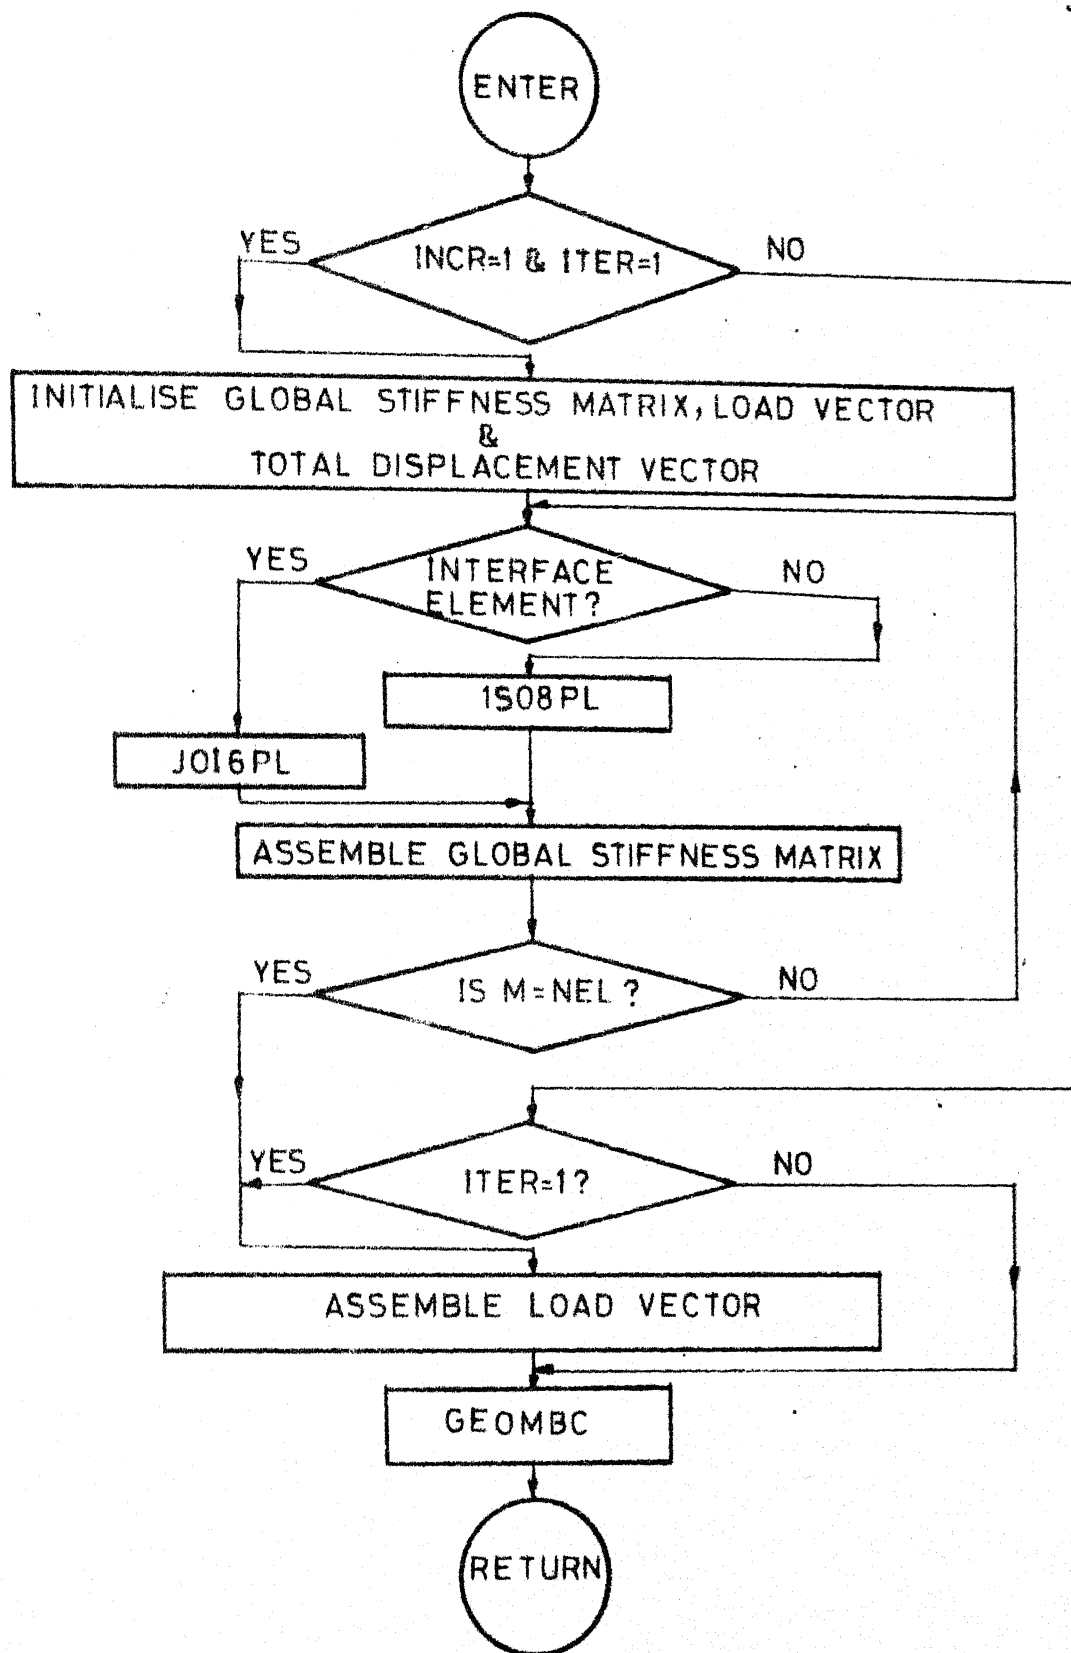 ENTER
YES
INCR=1 & ITER=1
NO
INITIALISE GLOBAL STIFFNESS MATRIX, LOAD VECTOR
&
TOTAL DISPLACEMENT VECTOR
YES
INTERFACE
ELEMENT?
NO
ISO8PL
JOI6PL
ASSEMBLE GLOBAL STIFFNESS MATRIX
YES
IS M=NEL?
NO
YES
ITER=1?
NO
ASSEMBLE LOAD VECTOR
GEOMBC
RETURN